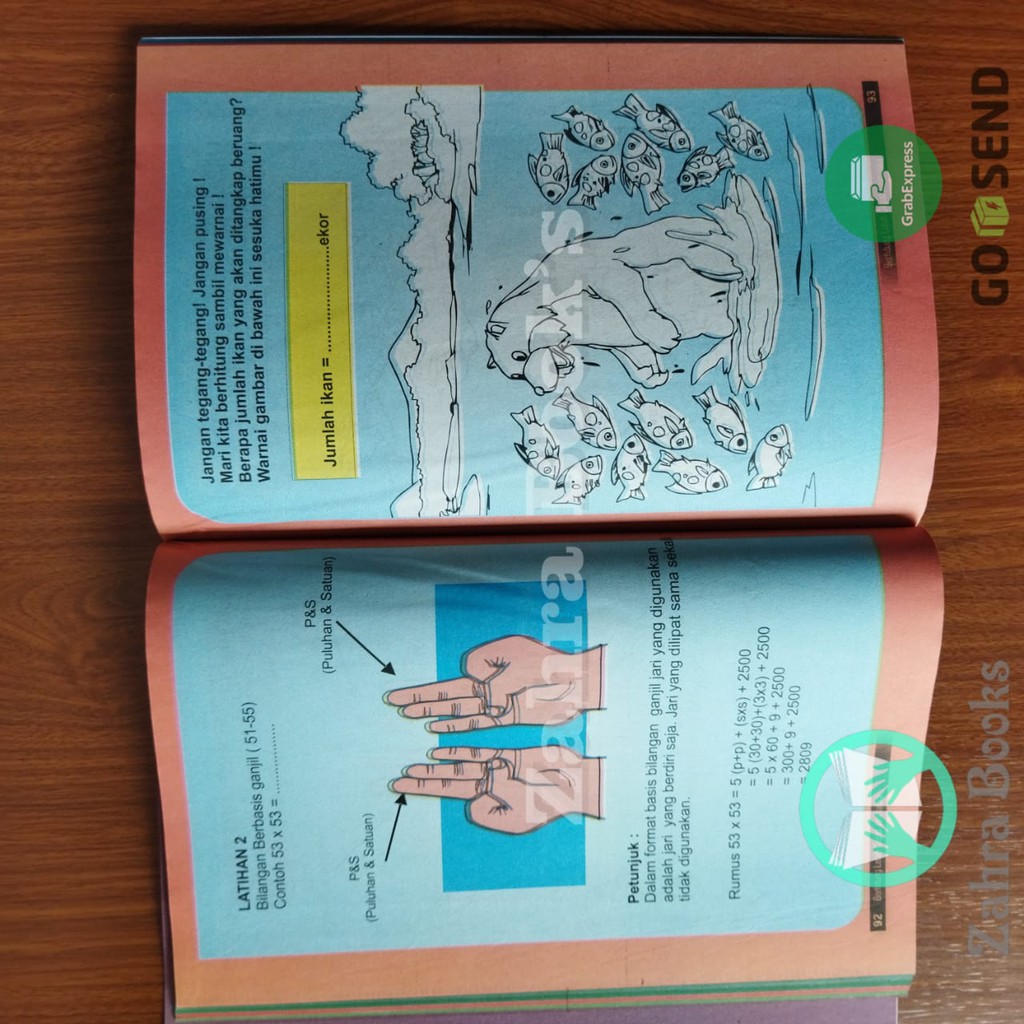 LATIHAN 2
Bilangan Berbasis ganjil ( 51-55)
Contoh 53 x 53 = .....................
P&S
(Puluhan & Satuan)
P&S
(Puluhan & Satuan)
Petunjuk :
Dalam format basis bilangan ganjil jari yang digunakan
adalah jari yang berdiri saja. Jari yang dilipat sama sekal
tidak digunakan.
Rumus 53 x 53 = 5 (p+p) + (sxs) + 2500
= 5 (30+30)+(3x3) + 2500
= 5 x 60 + 9 + 2500
= 300+ 9 + 2500
= 2809
92
Jangan tegang-tegang! Jangan pusing !
Mari kita berhitung sambil mewarnai !
Berapa jumlah ikan yang akan ditangkap beruang?
Warnai gambar di bawah ini sesuka hatimu !
Jumlah ikan = ..........................ekor
93
Zahra Book's
GrabExpress
GO SEND
Zahra Books